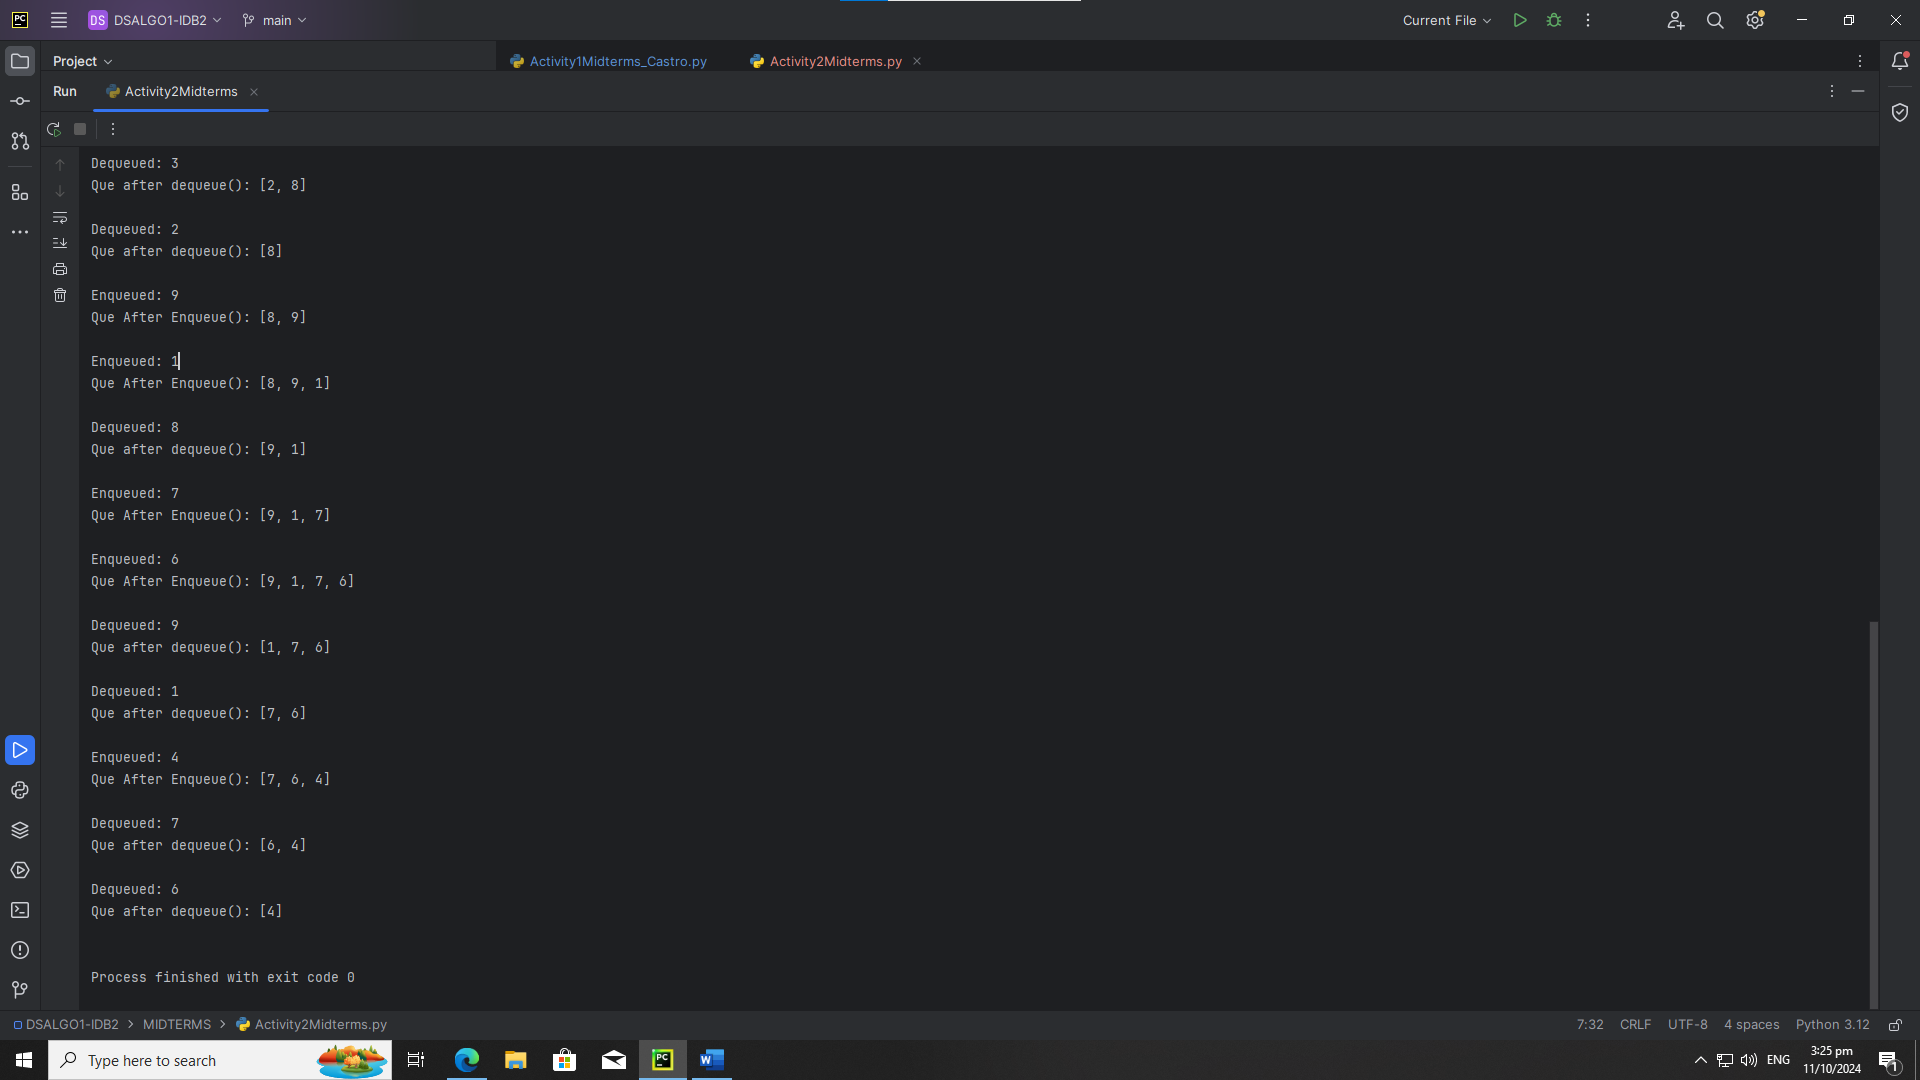 PC
DS DSALGO1-IDB2 main Current File
Project Activity1Midterms_Castro.py Activity2Midterms.py
Run Activity2Midterms
Dequeued: 3
Que after dequeue(): [2, 8]
Dequeued: 2
Que after dequeue(): [8]
Enqueued: 9
Que After Enqueue(): [8, 9]
Enqueued: 1
Que After Enqueue(): [8, 9, 1]
Dequeued: 8
Que after dequeue(): [9, 1]
Enqueued: 7
Que After Enqueue(): [9, 1, 7]
Enqueued: 6
Que After Enqueue(): [9, 1, 7, 6]
Dequeued: 9
Que after dequeue(): [1, 7, 6]
Dequeued: 1
Que after dequeue(): [7, 6]
Enqueued: 4
Que After Enqueue(): [7, 6, 4]
Dequeued: 7
Que after dequeue(): [6, 4]
Dequeued: 6
Que after dequeue(): [4]
Process finished with exit code 0
DSALGO1-IDB2 > MIDTERMS > Activity2Midterms.py 7:32 CRLF UTF-8 4 spaces Python 3.12
Type here to search PC W ENG 3:25 pm
11/10/2024 1